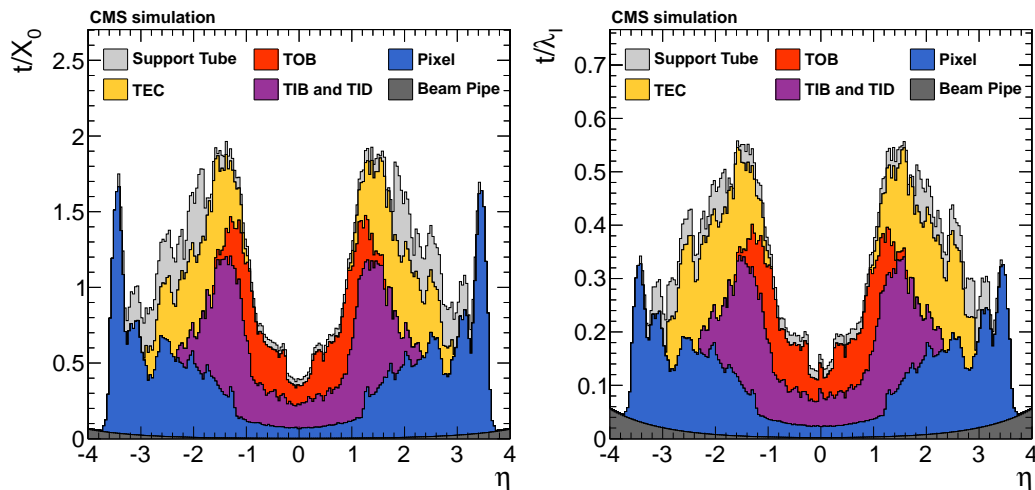 CMS simulation
t/X₀
Support Tube
TOB
Pixel
TEC
TIB and TID
Beam Pipe
2.5
2
1.5
1
0.5
0
-4 -3 -2 -1 0 1 2 3 4
η
CMS simulation
t/λ_I
Support Tube
TOB
Pixel
TEC
TIB and TID
Beam Pipe
0.7
0.6
0.5
0.4
0.3
0.2
0.1
0
-4 -3 -2 -1 0 1 2 3 4
η